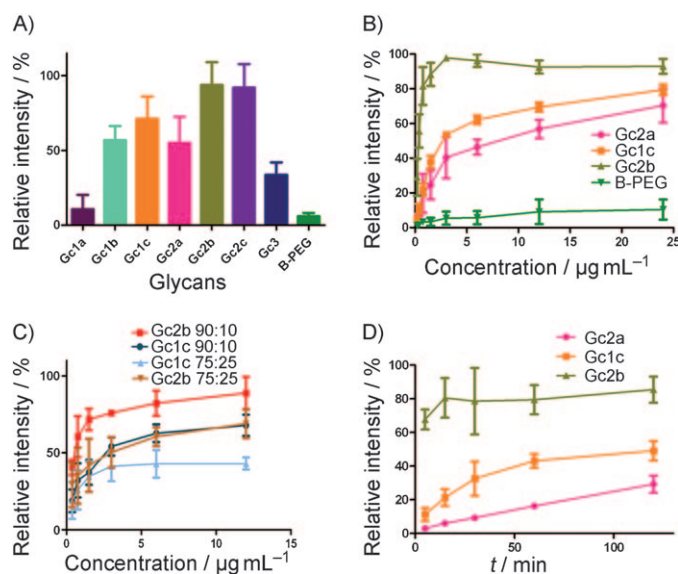 A)
Relative intensity / %
100
50
0
Gc1a Gc1b Gc1c Gc2a Gc2b Gc2c Gc3 B-PEG
Glycans
B)
Relative intensity / %
100
80
60
40
20
0
0 5 10 15 20 25
Concentration / µg mL–1
Gc2a
Gc1c
Gc2b
B-PEG
C)
Gc2b 90:10
Gc1c 90:10
Gc1c 75:25
Gc2b 75:25
Relative intensity / %
100
50
0
0 5 10 15
Concentration / µg mL–1
D)
Gc2a
Gc1c
Gc2b
Relative intensity / %
100
80
60
40
20
0
0 50 100
t / min